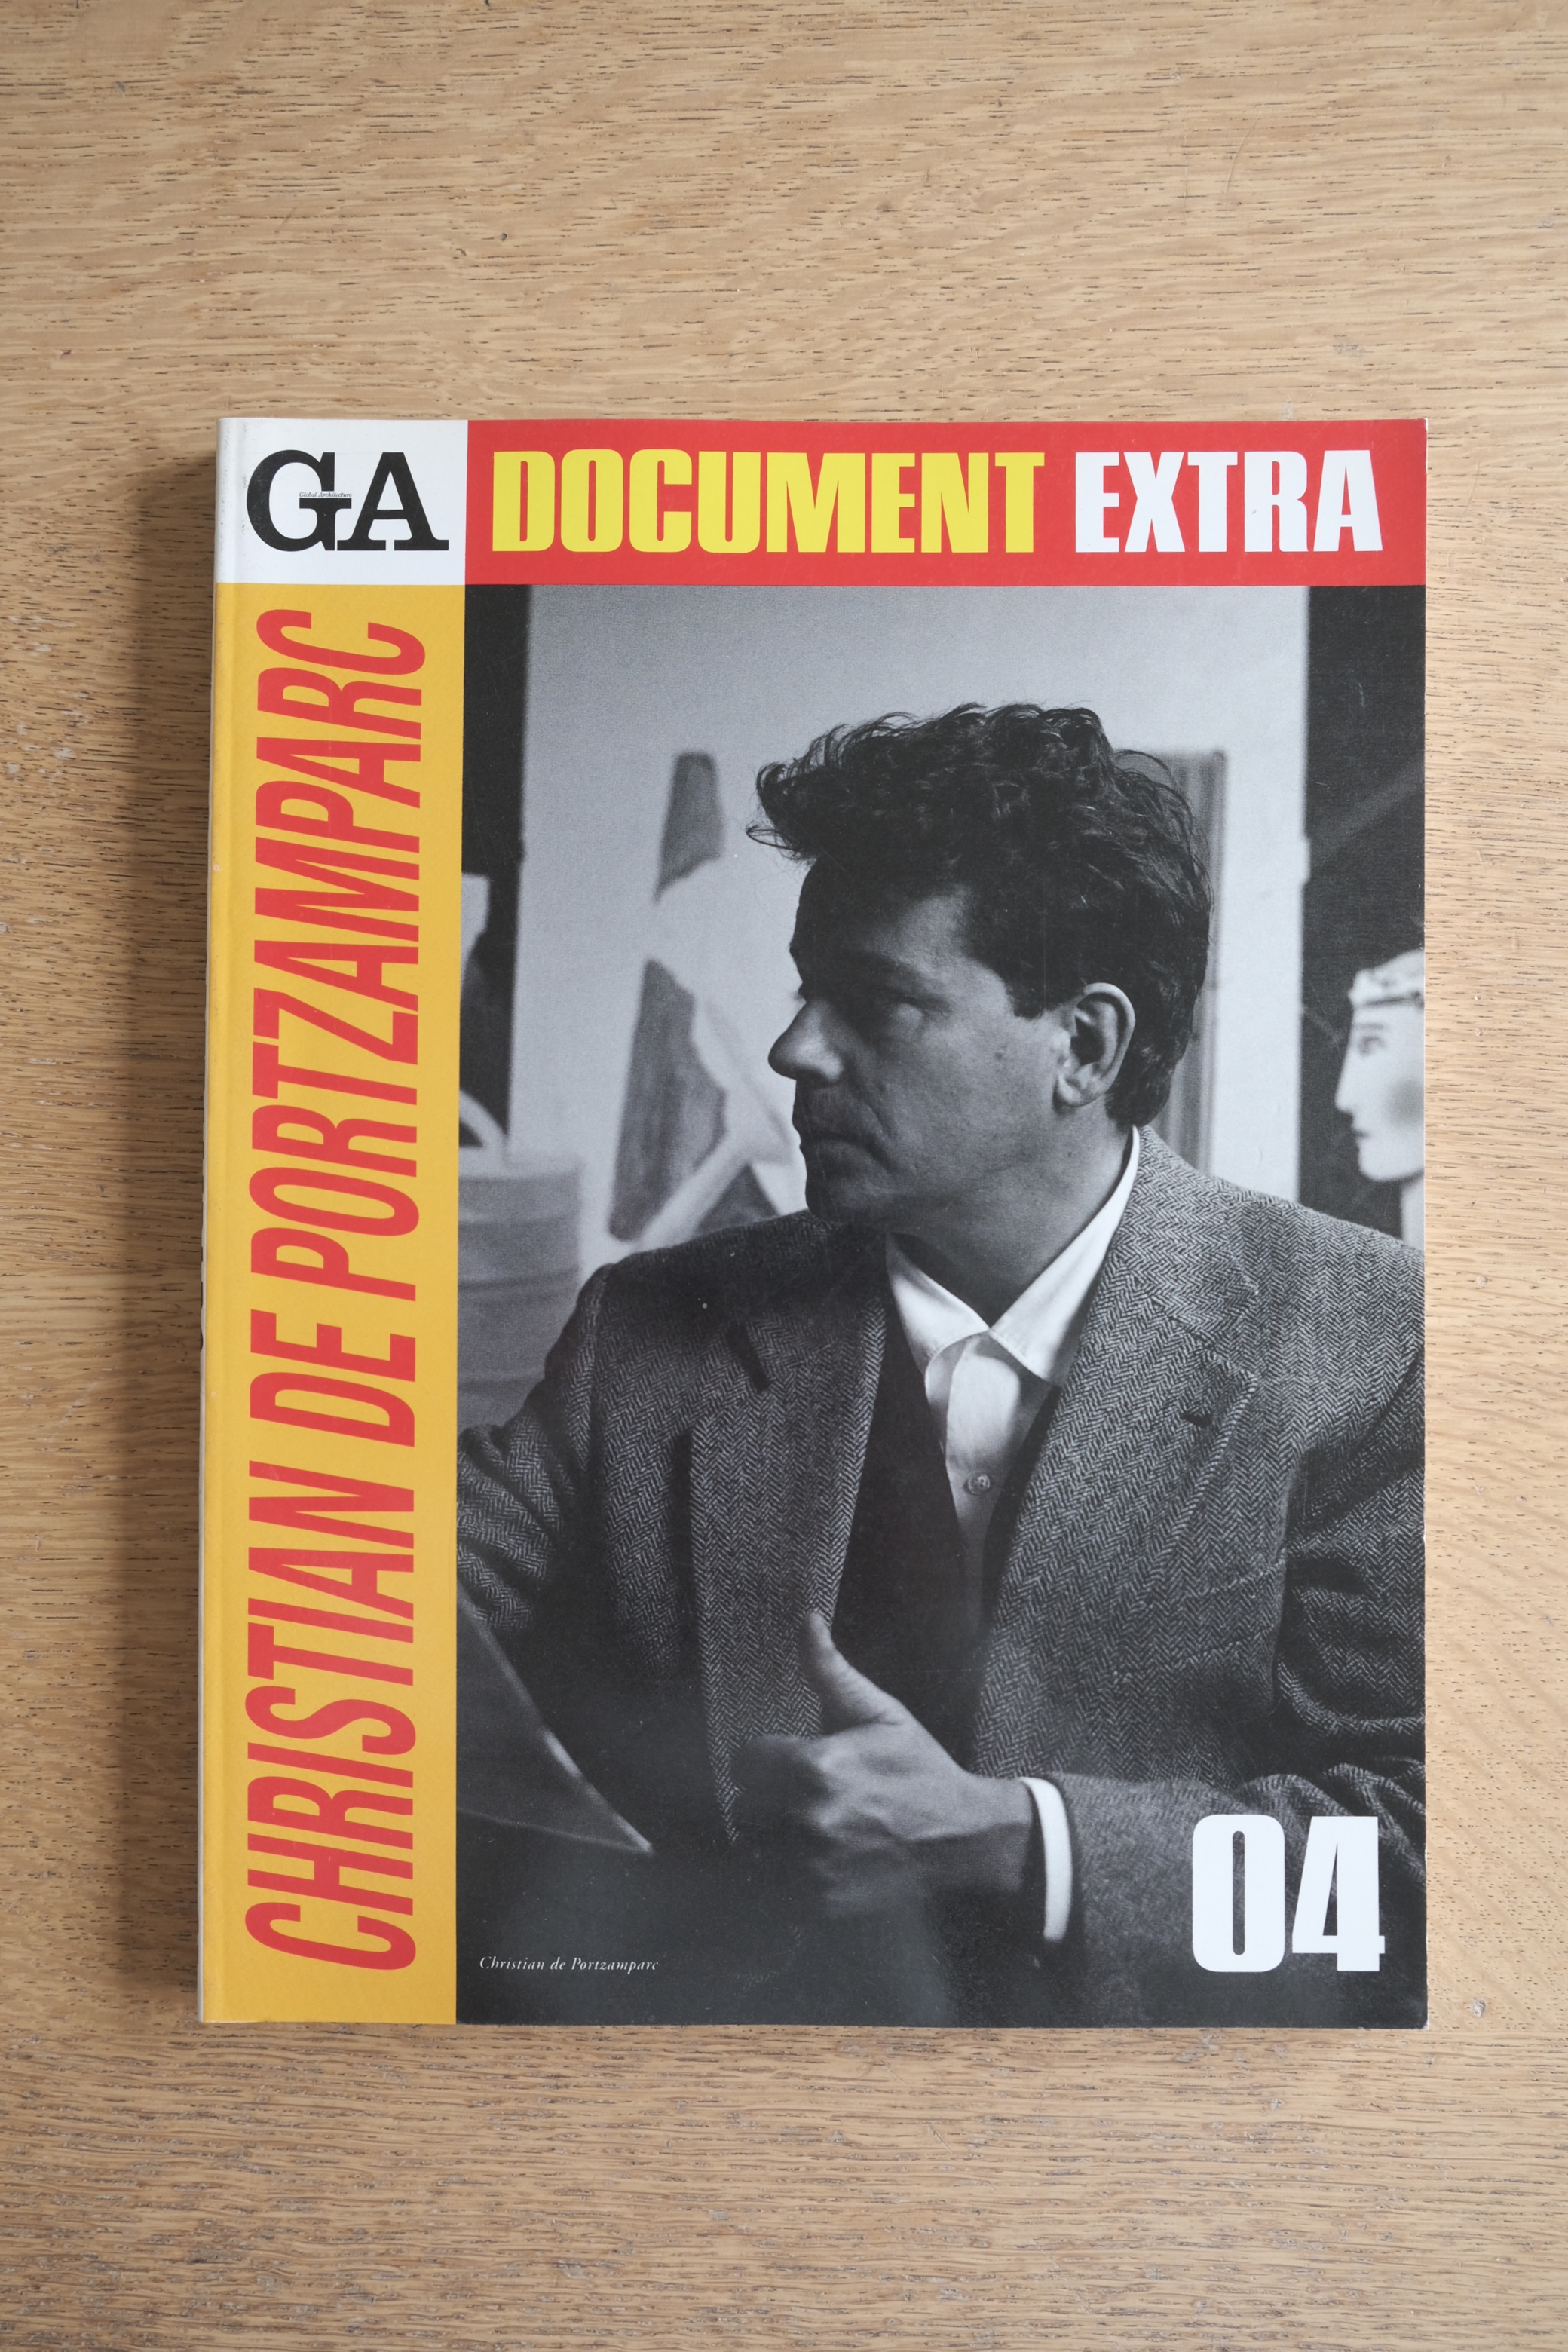 GA
Global Architecture
DOCUMENT EXTRA
CHRISTIAN DE PORTZAMPARC
Christian de Portzamparc
04